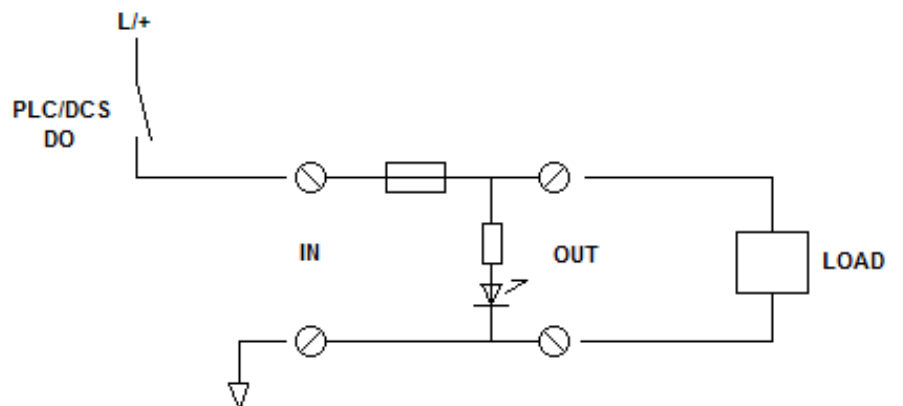 L/+
PLC/DCS
DO
IN
OUT
LOAD